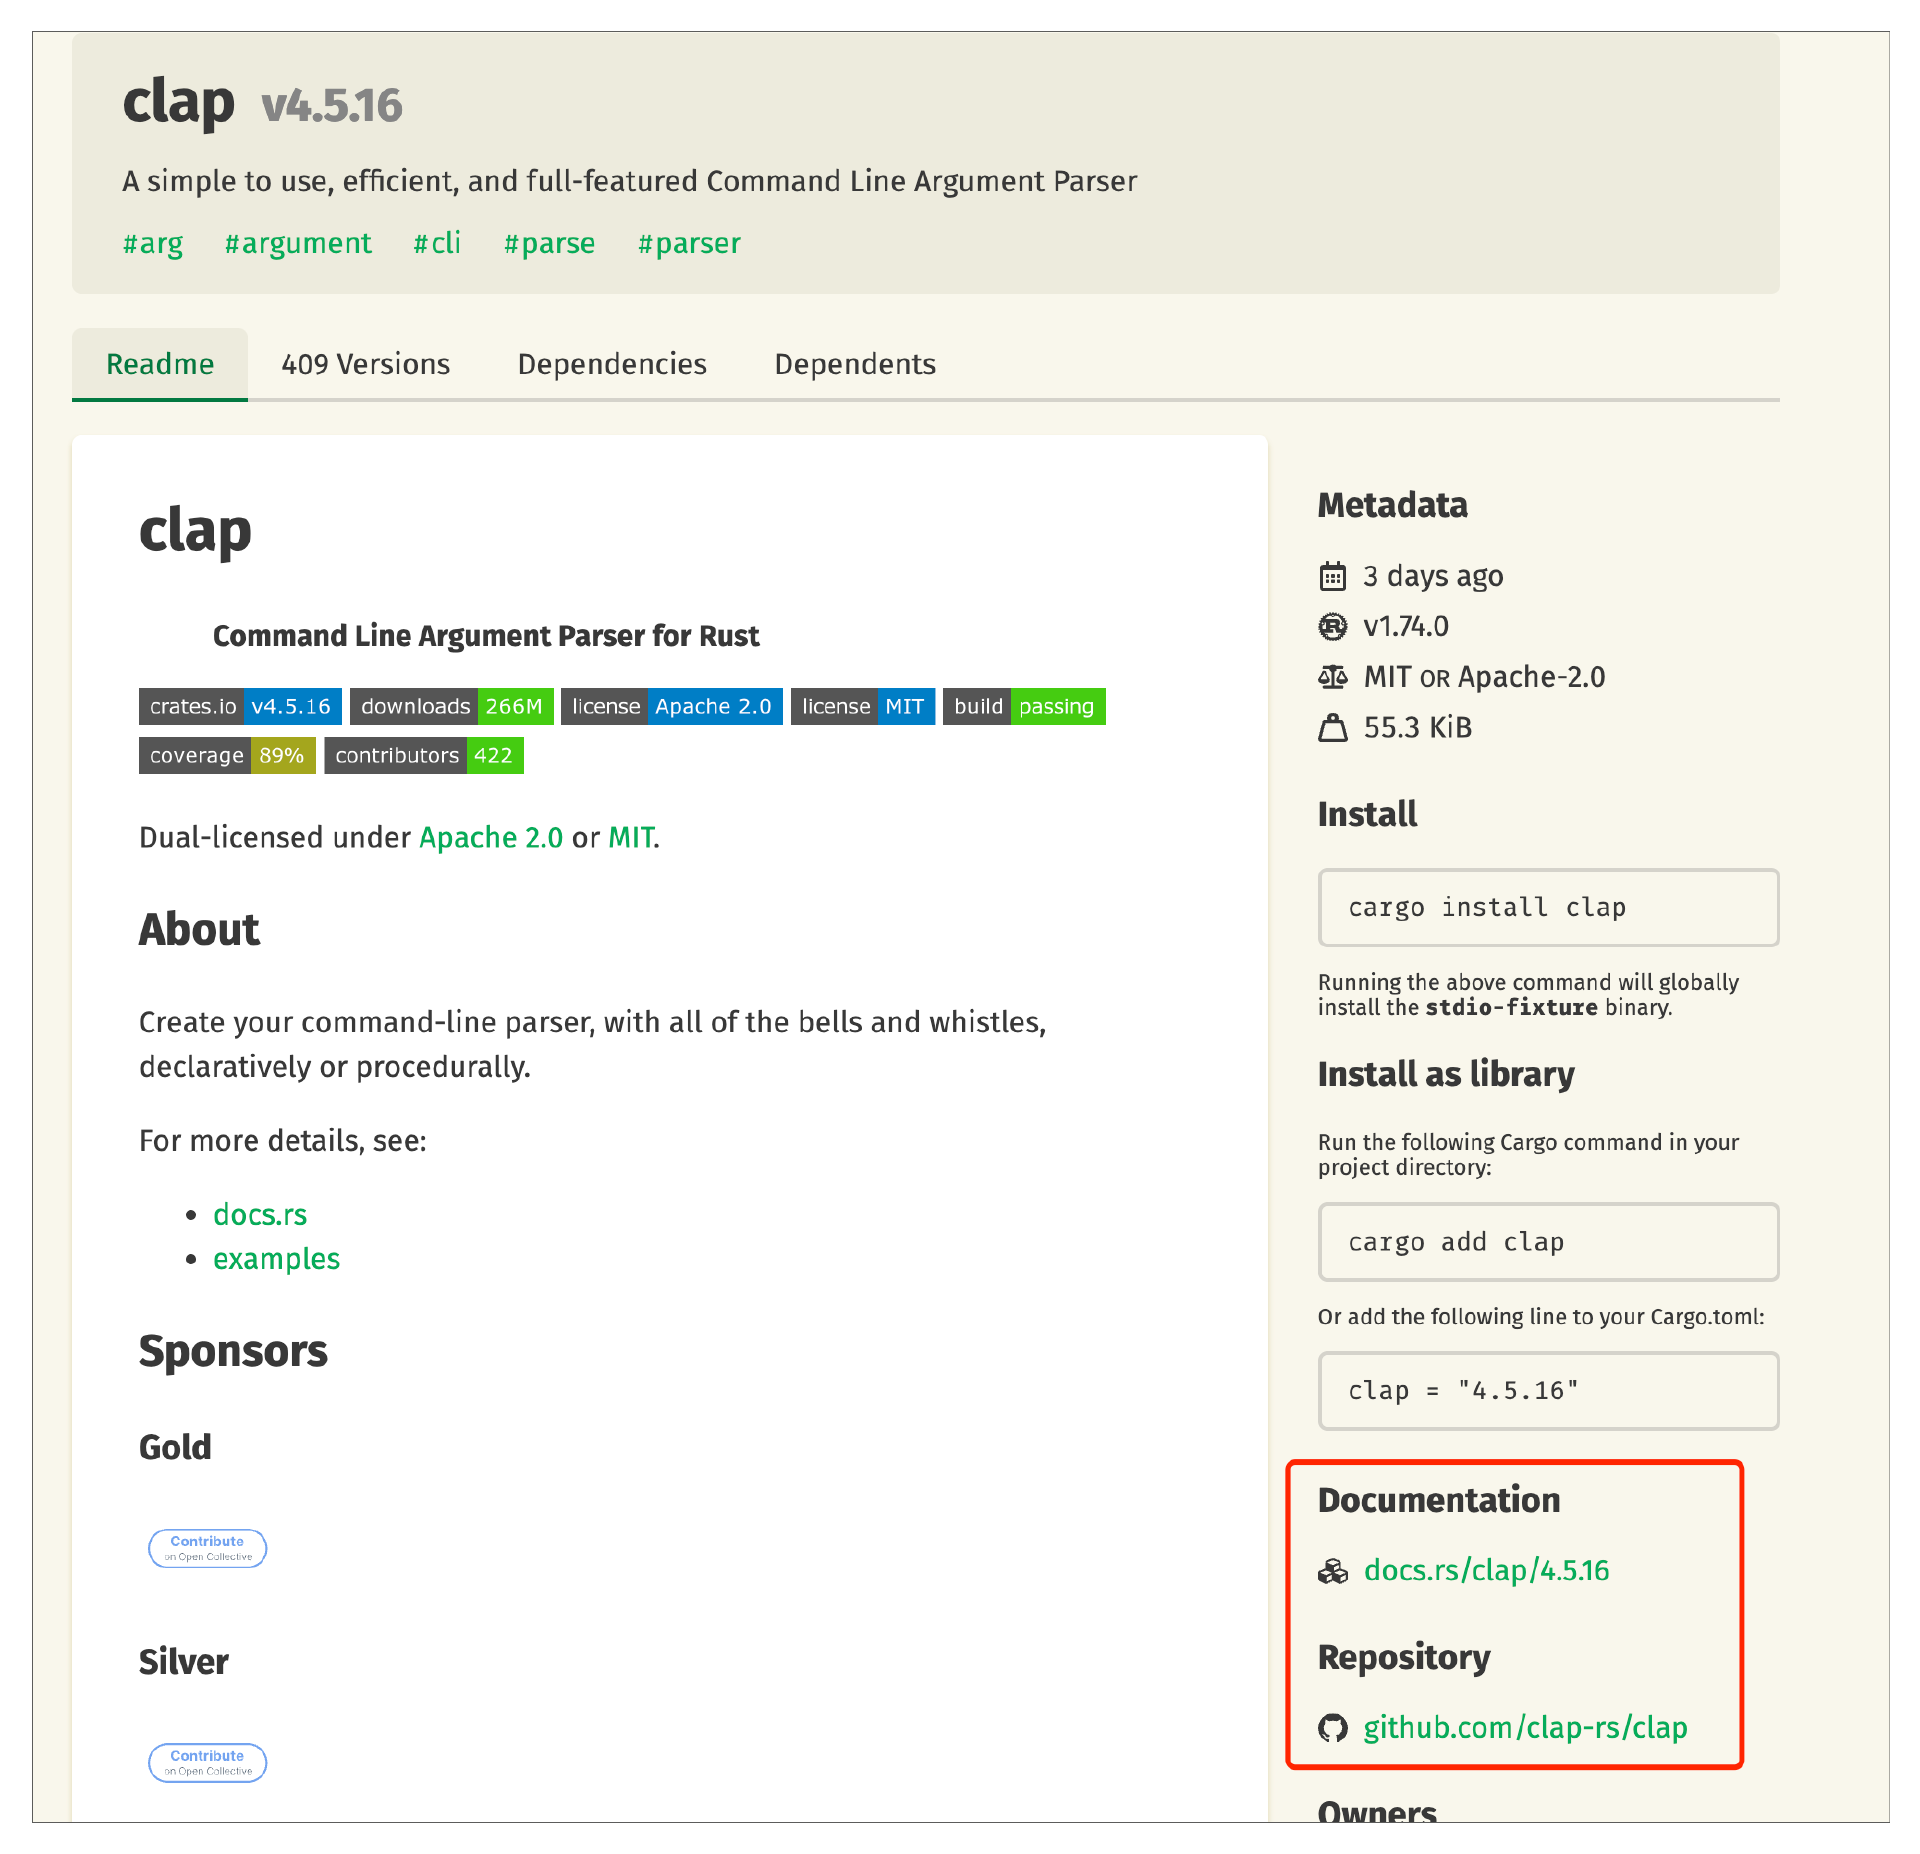 clap v4.5.16
A simple to use, efficient, and full-featured Command Line Argument Parser
#arg #argument #cli #parse #parser
Readme 409 Versions Dependencies Dependents
clap
Command Line Argument Parser for Rust
crates.io v4.5.16 downloads 266M license Apache 2.0 license MIT build passing
coverage 89% contributors 422
Dual-licensed under Apache 2.0 or MIT.
About
Create your command-line parser, with all of the bells and whistles,
declaratively or procedurally.
For more details, see:
• docs.rs
• examples
Sponsors
Gold
Contribute
on Open Collective
Silver
Contribute
on Open Collective
Metadata
3 days ago
v1.74.0
MIT OR Apache-2.0
55.3 KiB
Install
cargo install clap
Running the above command will globally
install the stdio-fixture binary.
Install as library
Run the following Cargo command in your
project directory:
cargo add clap
Or add the following line to your Cargo.toml:
clap = "4.5.16"
Documentation
docs.rs/clap/4.5.16
Repository
github.com/clap-rs/clap
Owners